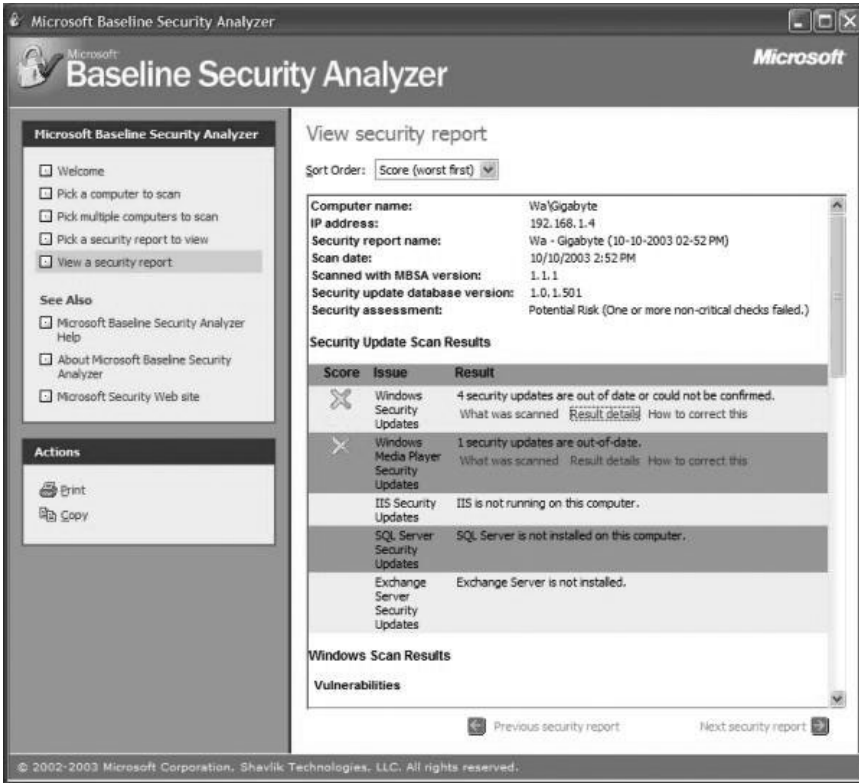 Microsoft Baseline Security Analyzer
Microsoft
Baseline Security Analyzer
Microsoft
Microsoft Baseline Security Analyzer
Welcome
Pick a computer to scan
Pick multiple computers to scan
Pick a security report to view
View a security report
See Also
Microsoft Baseline Security Analyzer
Help
About Microsoft Baseline Security
Analyzer
Microsoft Security Web site
Actions
Print
Copy
View security report
Sort Order: Score (worst first)
Computer name: Wa\Gigabyte
IP address: 192.168.1.4
Security report name: Wa - Gigabyte (10-10-2003 02-52 PM)
Scan date: 10/10/2003 2:52 PM
Scanned with MBSA version: 1.1.1
Security update database version: 1.0.1.501
Security assessment: Potential Risk (One or more non-critical checks failed.)
Security Update Scan Results
Score Issue Result
Windows
Security
Updates
4 security updates are out of date or could not be confirmed.
What was scanned Result details How to correct this
Windows
Media Player
Security
Updates
1 security updates are out-of-date.
What was scanned Result details How to correct this
IIS Security
Updates
IIS is not running on this computer.
SQL Server
Security
Updates
SQL Server is not installed on this computer.
Exchange
Server
Security
Updates
Exchange Server is not installed.
Windows Scan Results
Vulnerabilities
Previous security report
Next security report
© 2002-2003 Microsoft Corporation, Shavlik Technologies, LLC. All rights reserved.